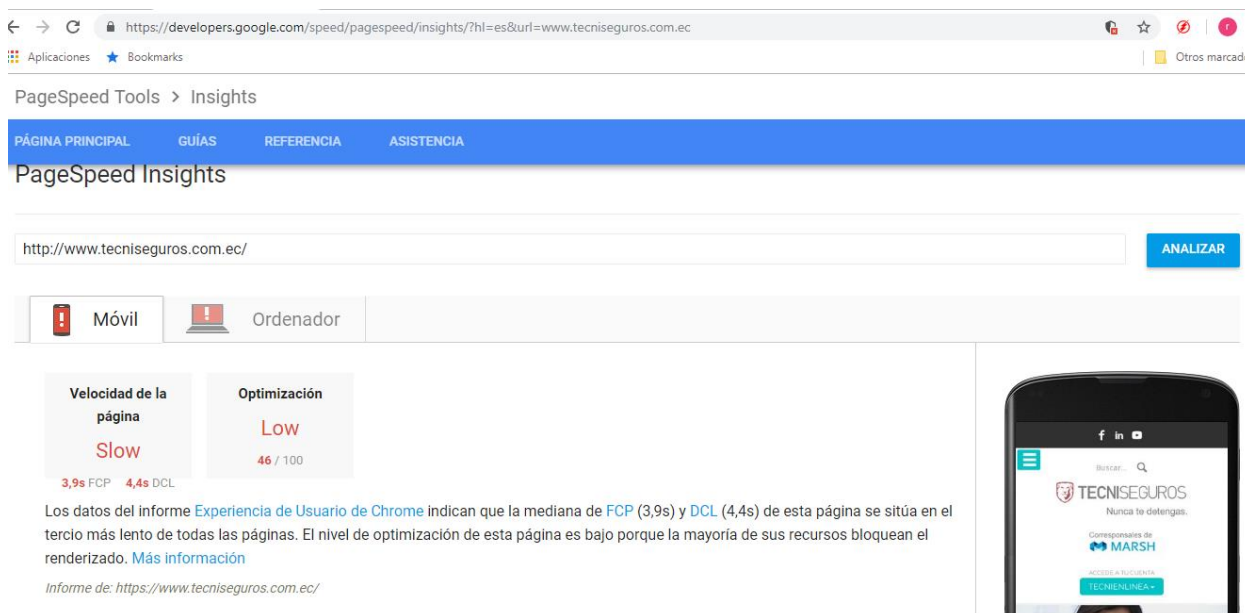 https://developers.google.com/speed/pagespeed/insights/?hl=es&url=www.tecniseguros.com.ec
Aplicaciones Bookmarks Otros marcad
PageSpeed Tools > Insights
PÁGINA PRINCIPAL GUÍAS REFERENCIA ASISTENCIA
PageSpeed Insights
http://www.tecniseguros.com.ec/ ANALIZAR
Móvil Ordenador
Velocidad de la
página
Slow
3,9s FCP 4,4s DCL
Optimización
Low
46 / 100
Los datos del informe Experiencia de Usuario de Chrome indican que la mediana de FCP (3,9s) y DCL (4,4s) de esta página se sitúa en el
tercio más lento de todas las páginas. El nivel de optimización de esta página es bajo porque la mayoría de sus recursos bloquean el
renderizado. Más información
Informe de: https://www.tecniseguros.com.ec/
f in
Buscar...
TECNISEGUROS
Nunca te detengas.
Corresponsales de
MARSH
ACCEDE A TU CUENTA
TECNIENLINEA